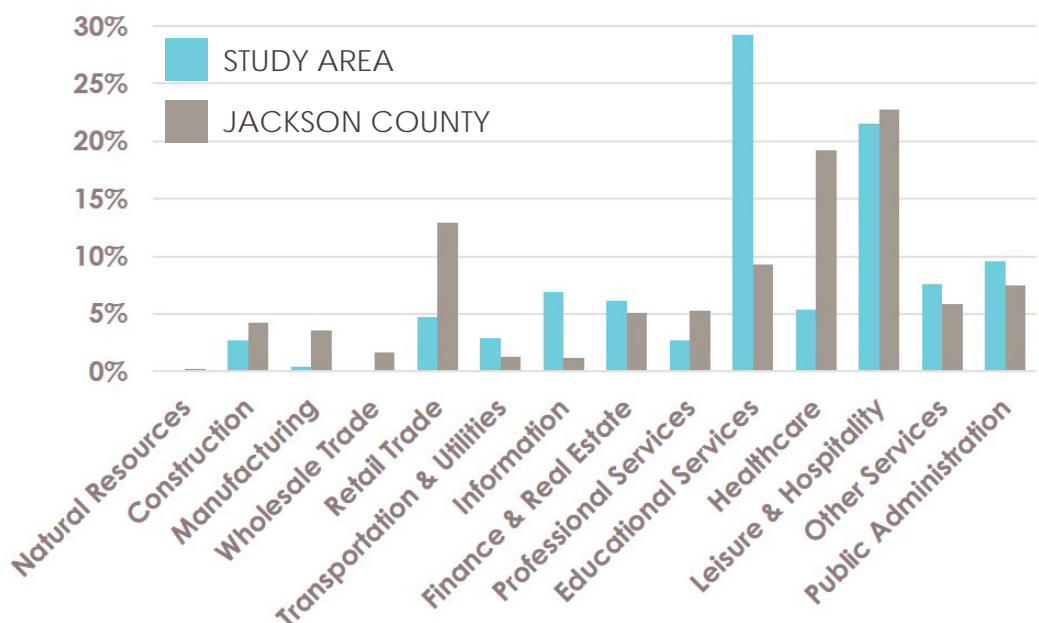 30%
25%
20%
15%
10%
5%
0%
STUDY AREA
JACKSON COUNTY
Natural Resources
Construction
Manufacturing
Wholesale Trade
Retail Trade
Transportation & Utilities
Information
Finance & Real Estate
Professional Services
Educational Services
Healthcare
Leisure & Hospitality
Other Services
Public Administration